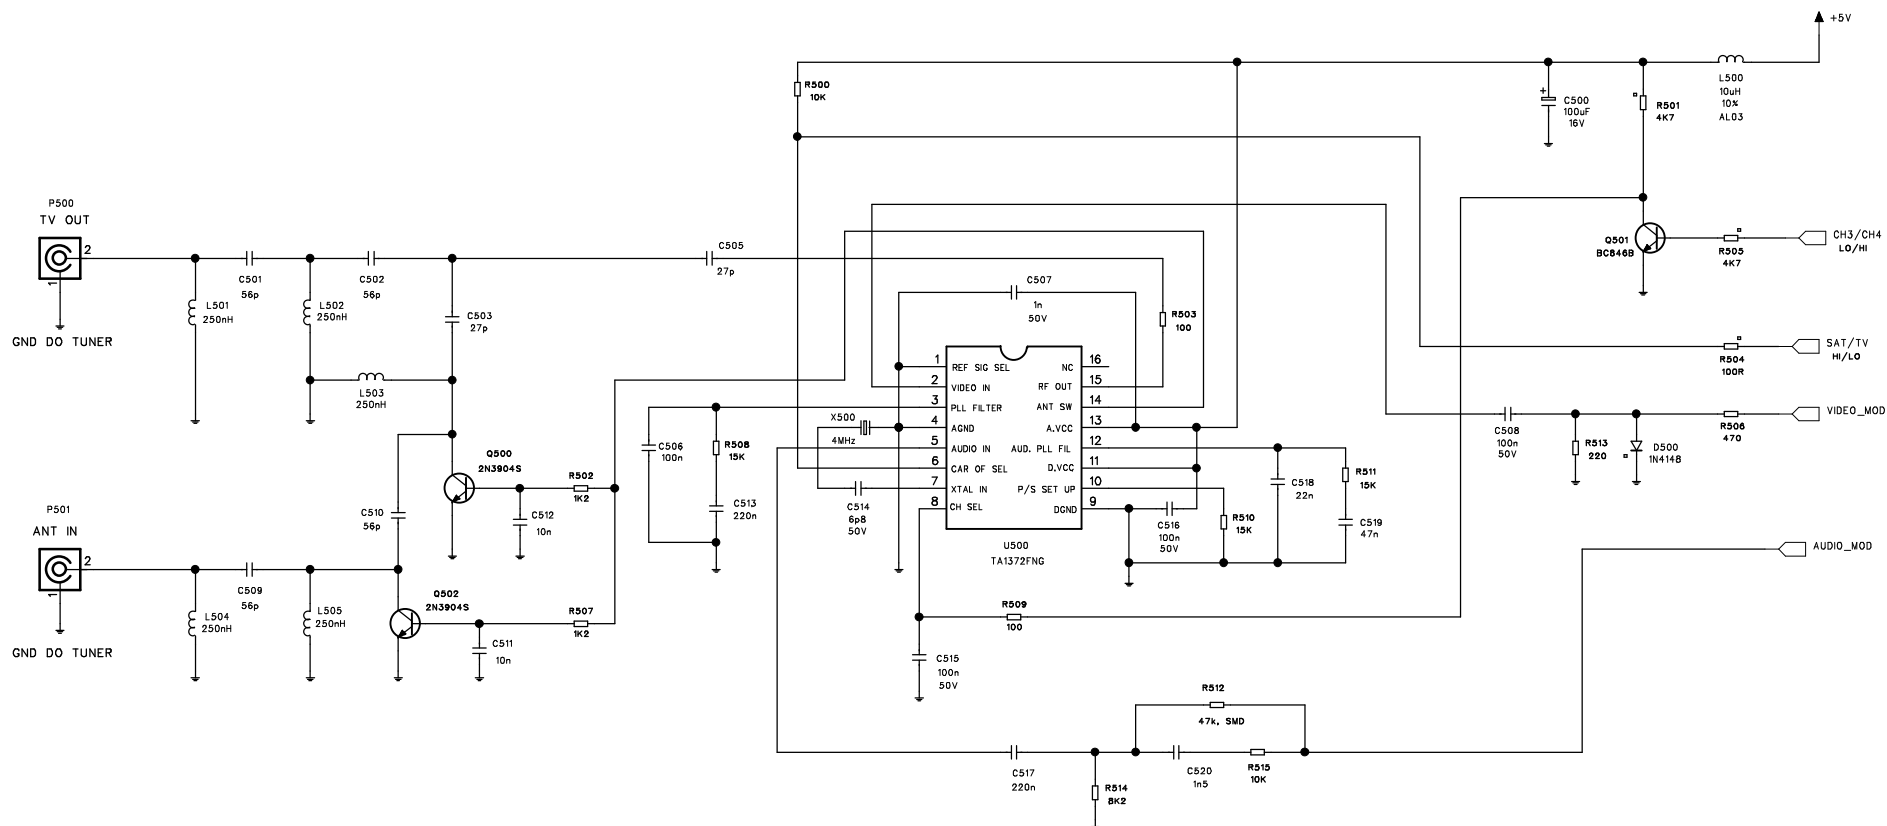 +5V
R500
10K
+
C500
100uF
16V
R501
4K7
L500
10uH
10%
AL03
P500
TV OUT
2
1
GND DO TUNER
C501
56p
C502
56p
C505
27p
L501
250nH
L502
250nH
C503
27p
L503
250nH
C507
1n
50V
R503
100
Q501
BC846B
R505
4K7
CH3/CH4
LO/HI
R504
100R
SAT/TV
HI/LO
1 REF SIG SEL
2 VIDEO IN
3 PLL FILTER
4 AGND
5 AUDIO IN
6 CAR OF SEL
7 XTAL IN
8 CH SEL
NC 16
RF OUT 15
ANT SW 14
A.VCC 13
AUD. PLL FIL 12
D.VCC 11
P/S SET UP 10
DGND 9
U500
TA1372FNG
X500
4MHz
C506
100n
R508
15K
C513
220n
C514
6p8
50V
C508
100n
50V
R513
220
D500
1N4148
R506
470
VIDEO_MOD
Q500
2N3904S
R502
1K2
C512
10n
C510
56p
C516
100n
50V
R510
15K
C518
22n
R511
15K
C519
47n
P501
ANT IN
2
1
GND DO TUNER
C509
56p
L504
250nH
L505
250nH
Q502
2N3904S
R507
1K2
C511
10n
AUDIO_MOD
R509
100
C515
100n
50V
R512
47k, SMD
C517
220n
C520
1n5
R515
10K
R514
8K2